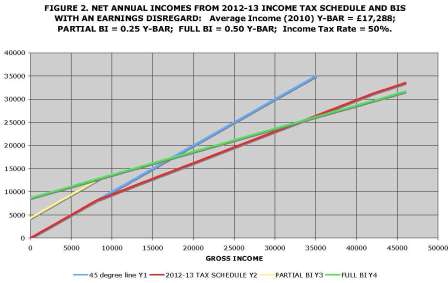 FIGURE 2. NET ANNUAL INCOMES FROM 2012-13 INCOME TAX SCHEDULE AND BIS
WITH AN EARNINGS DISREGARD: Average Income (2010) Y-BAR = £17,288;
PARTIAL BI = 0.25 Y-BAR; FULL BI = 0.50 Y-BAR; Income Tax Rate = 50%.
40000
35000
30000
25000
20000
15000
10000
5000
0
0 5000 10000 15000 20000 25000 30000 35000 40000 45000 50000
GROSS INCOME
45 degree line Y1 2012-13 TAX SCHEDULE Y2 PARTIAL BI Y3 FULL BI Y4